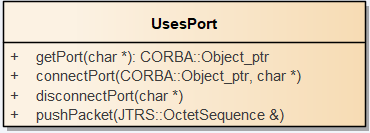 UsesPort
+ getPort(char *): CORBA::Object_ptr
+ connectPort(CORBA::Object_ptr, char *)
+ disconnectPort(char *)
+ pushPacket(JTRS::OctetSequence &)